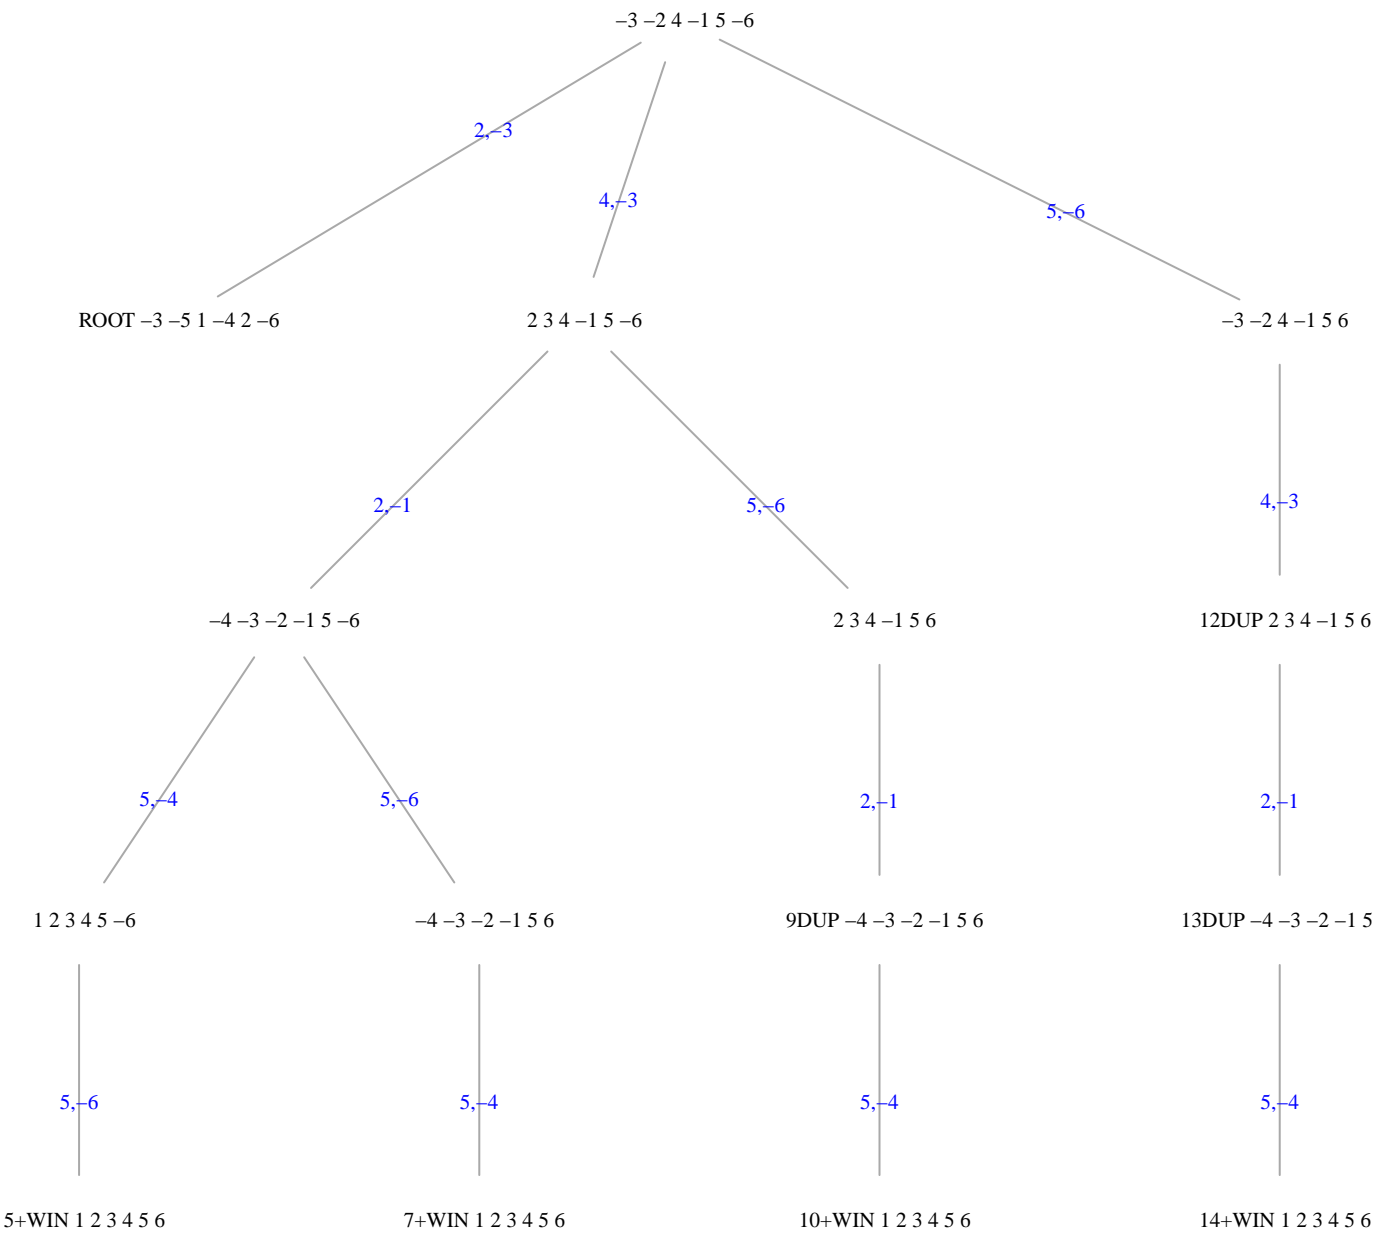 –3 –2 4 –1 5 –6
2,–3
4,–3
5,–6
ROOT –3 –5 1 –4 2 –6
2 3 4 –1 5 –6
–3 –2 4 –1 5 6
2,–1
5,–6
4,–3
–4 –3 –2 –1 5 –6
2 3 4 –1 5 6
12DUP 2 3 4 –1 5 6
5,–4
5,–6
2,–1
2,–1
1 2 3 4 5 –6
–4 –3 –2 –1 5 6
9DUP –4 –3 –2 –1 5 6
13DUP –4 –3 –2 –1 5
5,–6
5,–4
5,–4
5,–4
5+WIN 1 2 3 4 5 6
7+WIN 1 2 3 4 5 6
10+WIN 1 2 3 4 5 6
14+WIN 1 2 3 4 5 6